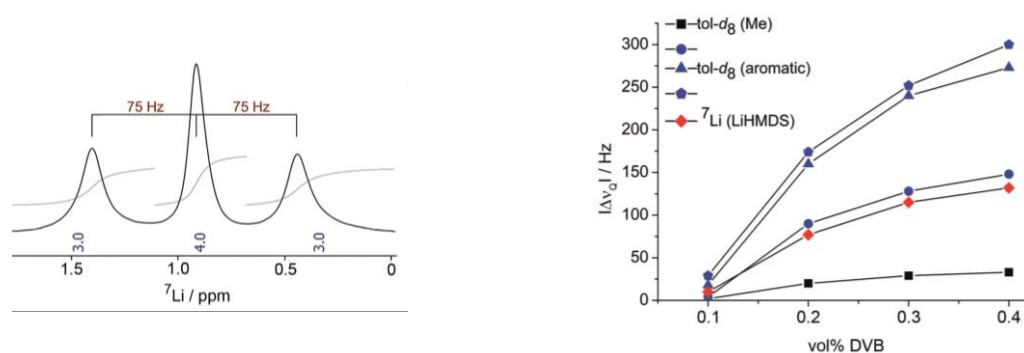 75 Hz 75 Hz
3.0 4.0 3.0
1.5 1.0 0.5 0
⁷Li / ppm
tol-d₈ (Me)
tol-d₈ (aromatic)
⁷Li (LiHMDS)
|Δν_Q| / Hz
300
250
200
150
100
50
0
0.1 0.2 0.3 0.4
vol% DVB